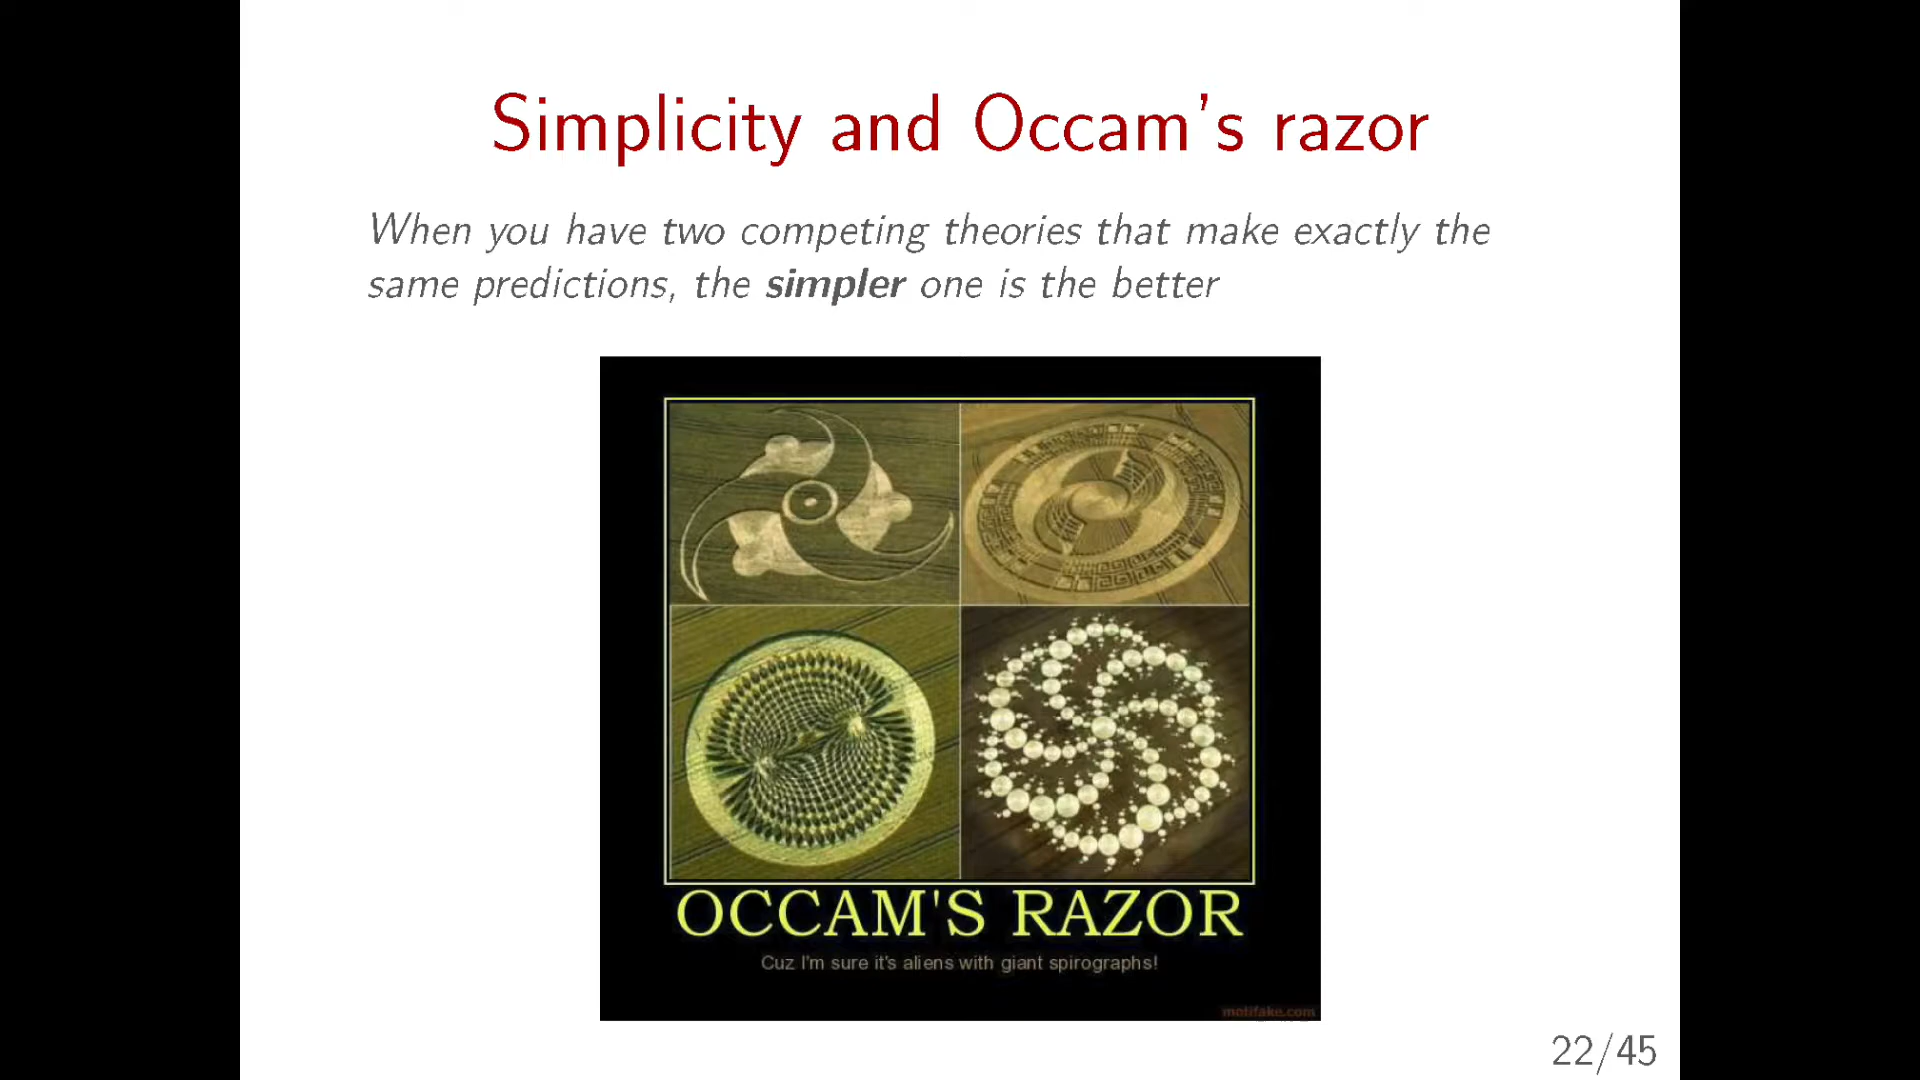 Simplicity and Occam's razor
When you have two competing theories that make exactly the
same predictions, the simpler one is the better
OCCAM'S RAZOR
Cuz I'm sure it's aliens with giant spirographs!
motifake.com
22/45